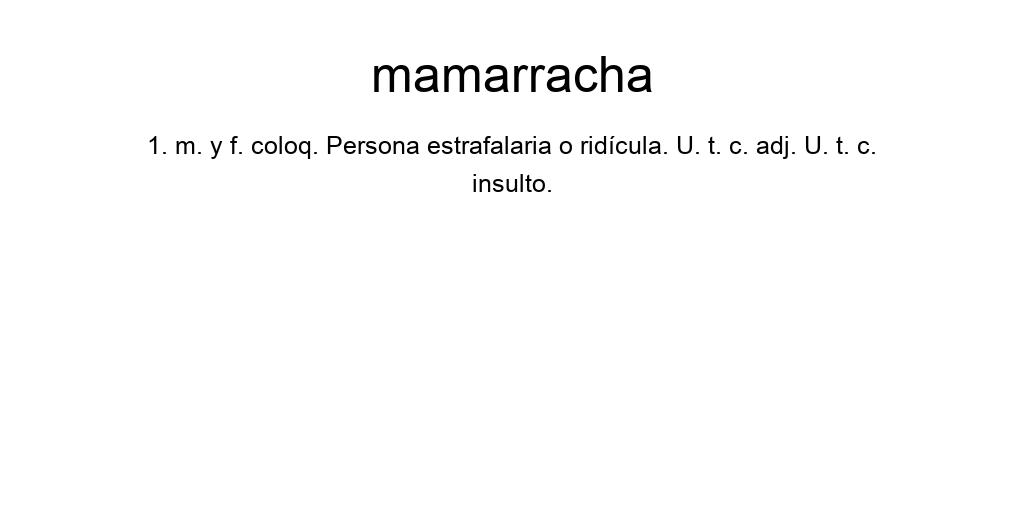 mamarracha
1. m. y f. coloq. Persona estrafalaria o ridícula. U. t. c. adj. U. t. c.
insulto.